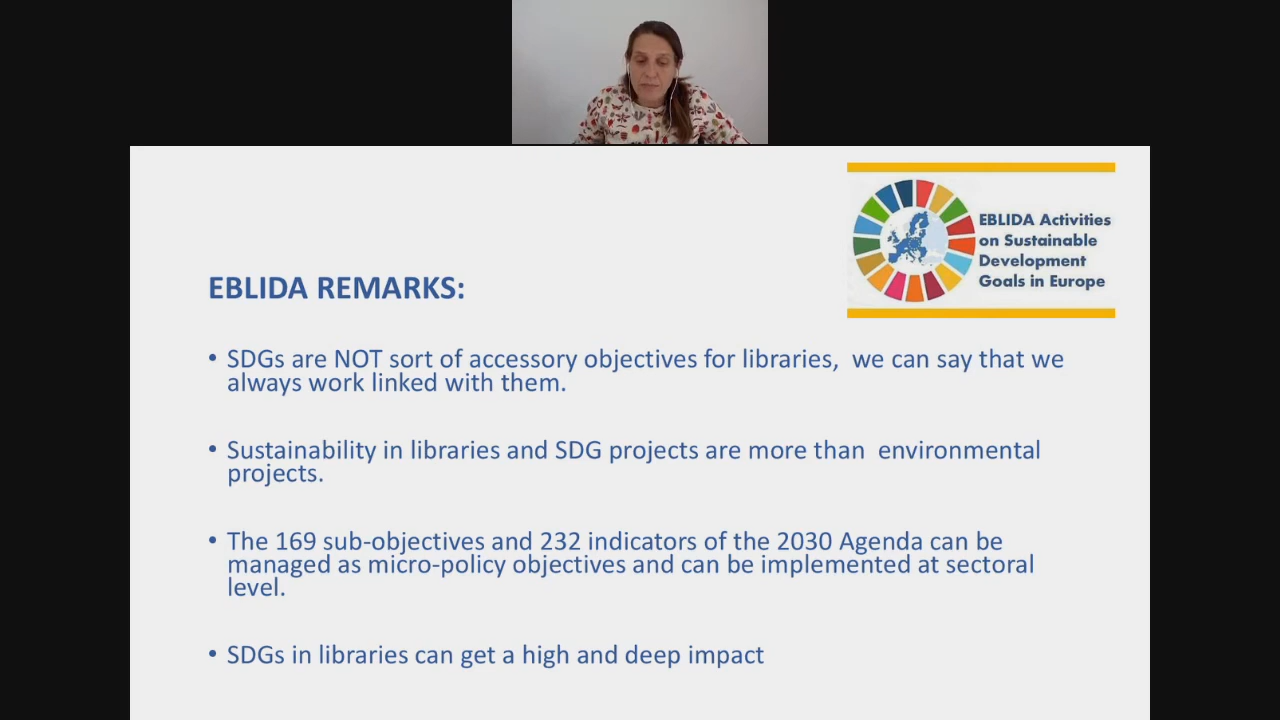 EBLIDA Activities
on Sustainable
Development
Goals in Europe
EBLIDA REMARKS:
• SDGs are NOT sort of accessory objectives for libraries,  we can say that we
always work linked with them.
• Sustainability in libraries and SDG projects are more than  environmental
projects.
• The 169 sub-objectives and 232 indicators of the 2030 Agenda can be
managed as micro-policy objectives and can be implemented at sectoral
level.
• SDGs in libraries can get a high and deep impact